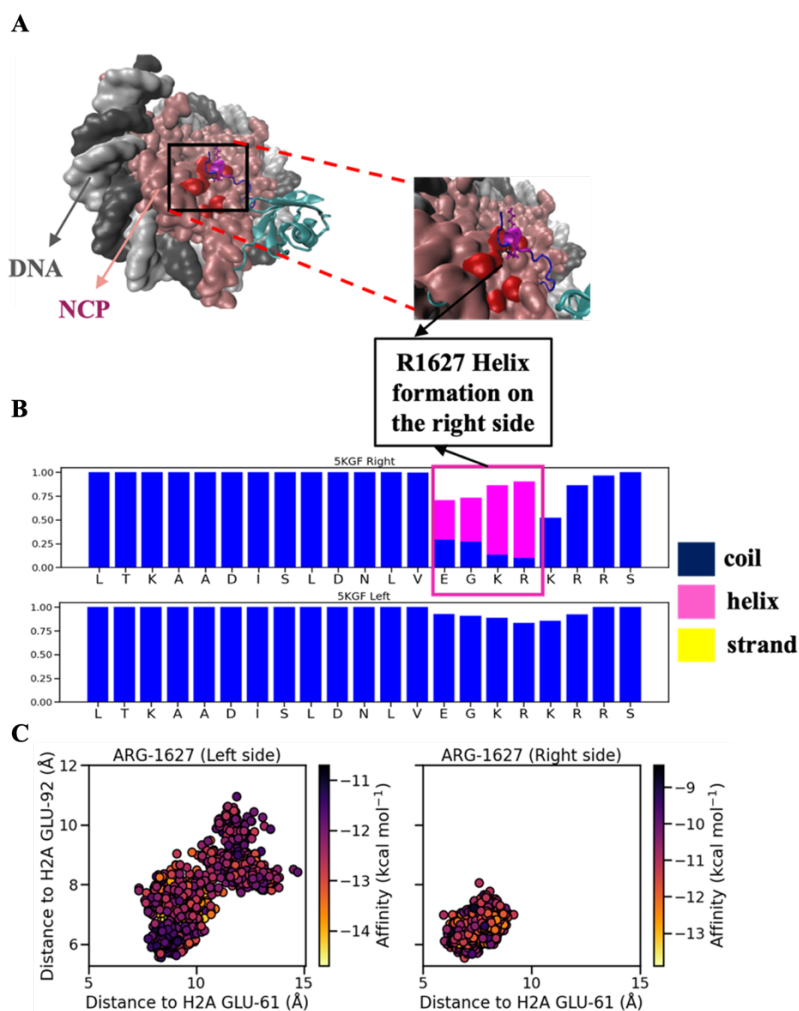 A
DNA
NCP
R1627 Helix
formation on
the right side
B
5KGF Right
1.00
0.75
0.50
0.25
0.00
L T K A A D I S L D N L V E G K R K R R S
5KGF Left
1.00
0.75
0.50
0.25
0.00
L T K A A D I S L D N L V E G K R K R R S
coil
helix
strand
C
ARG-1627 (Left side)
12
10
8
6
5 10 15
Distance to H2A GLU-92 (Å)
Distance to H2A GLU-61 (Å)
−11
−12
−13
−14
Affinity (kcal mol⁻¹)
ARG-1627 (Right side)
5 10 15
Distance to H2A GLU-61 (Å)
−9
−10
−11
−12
−13
Affinity (kcal mol⁻¹)